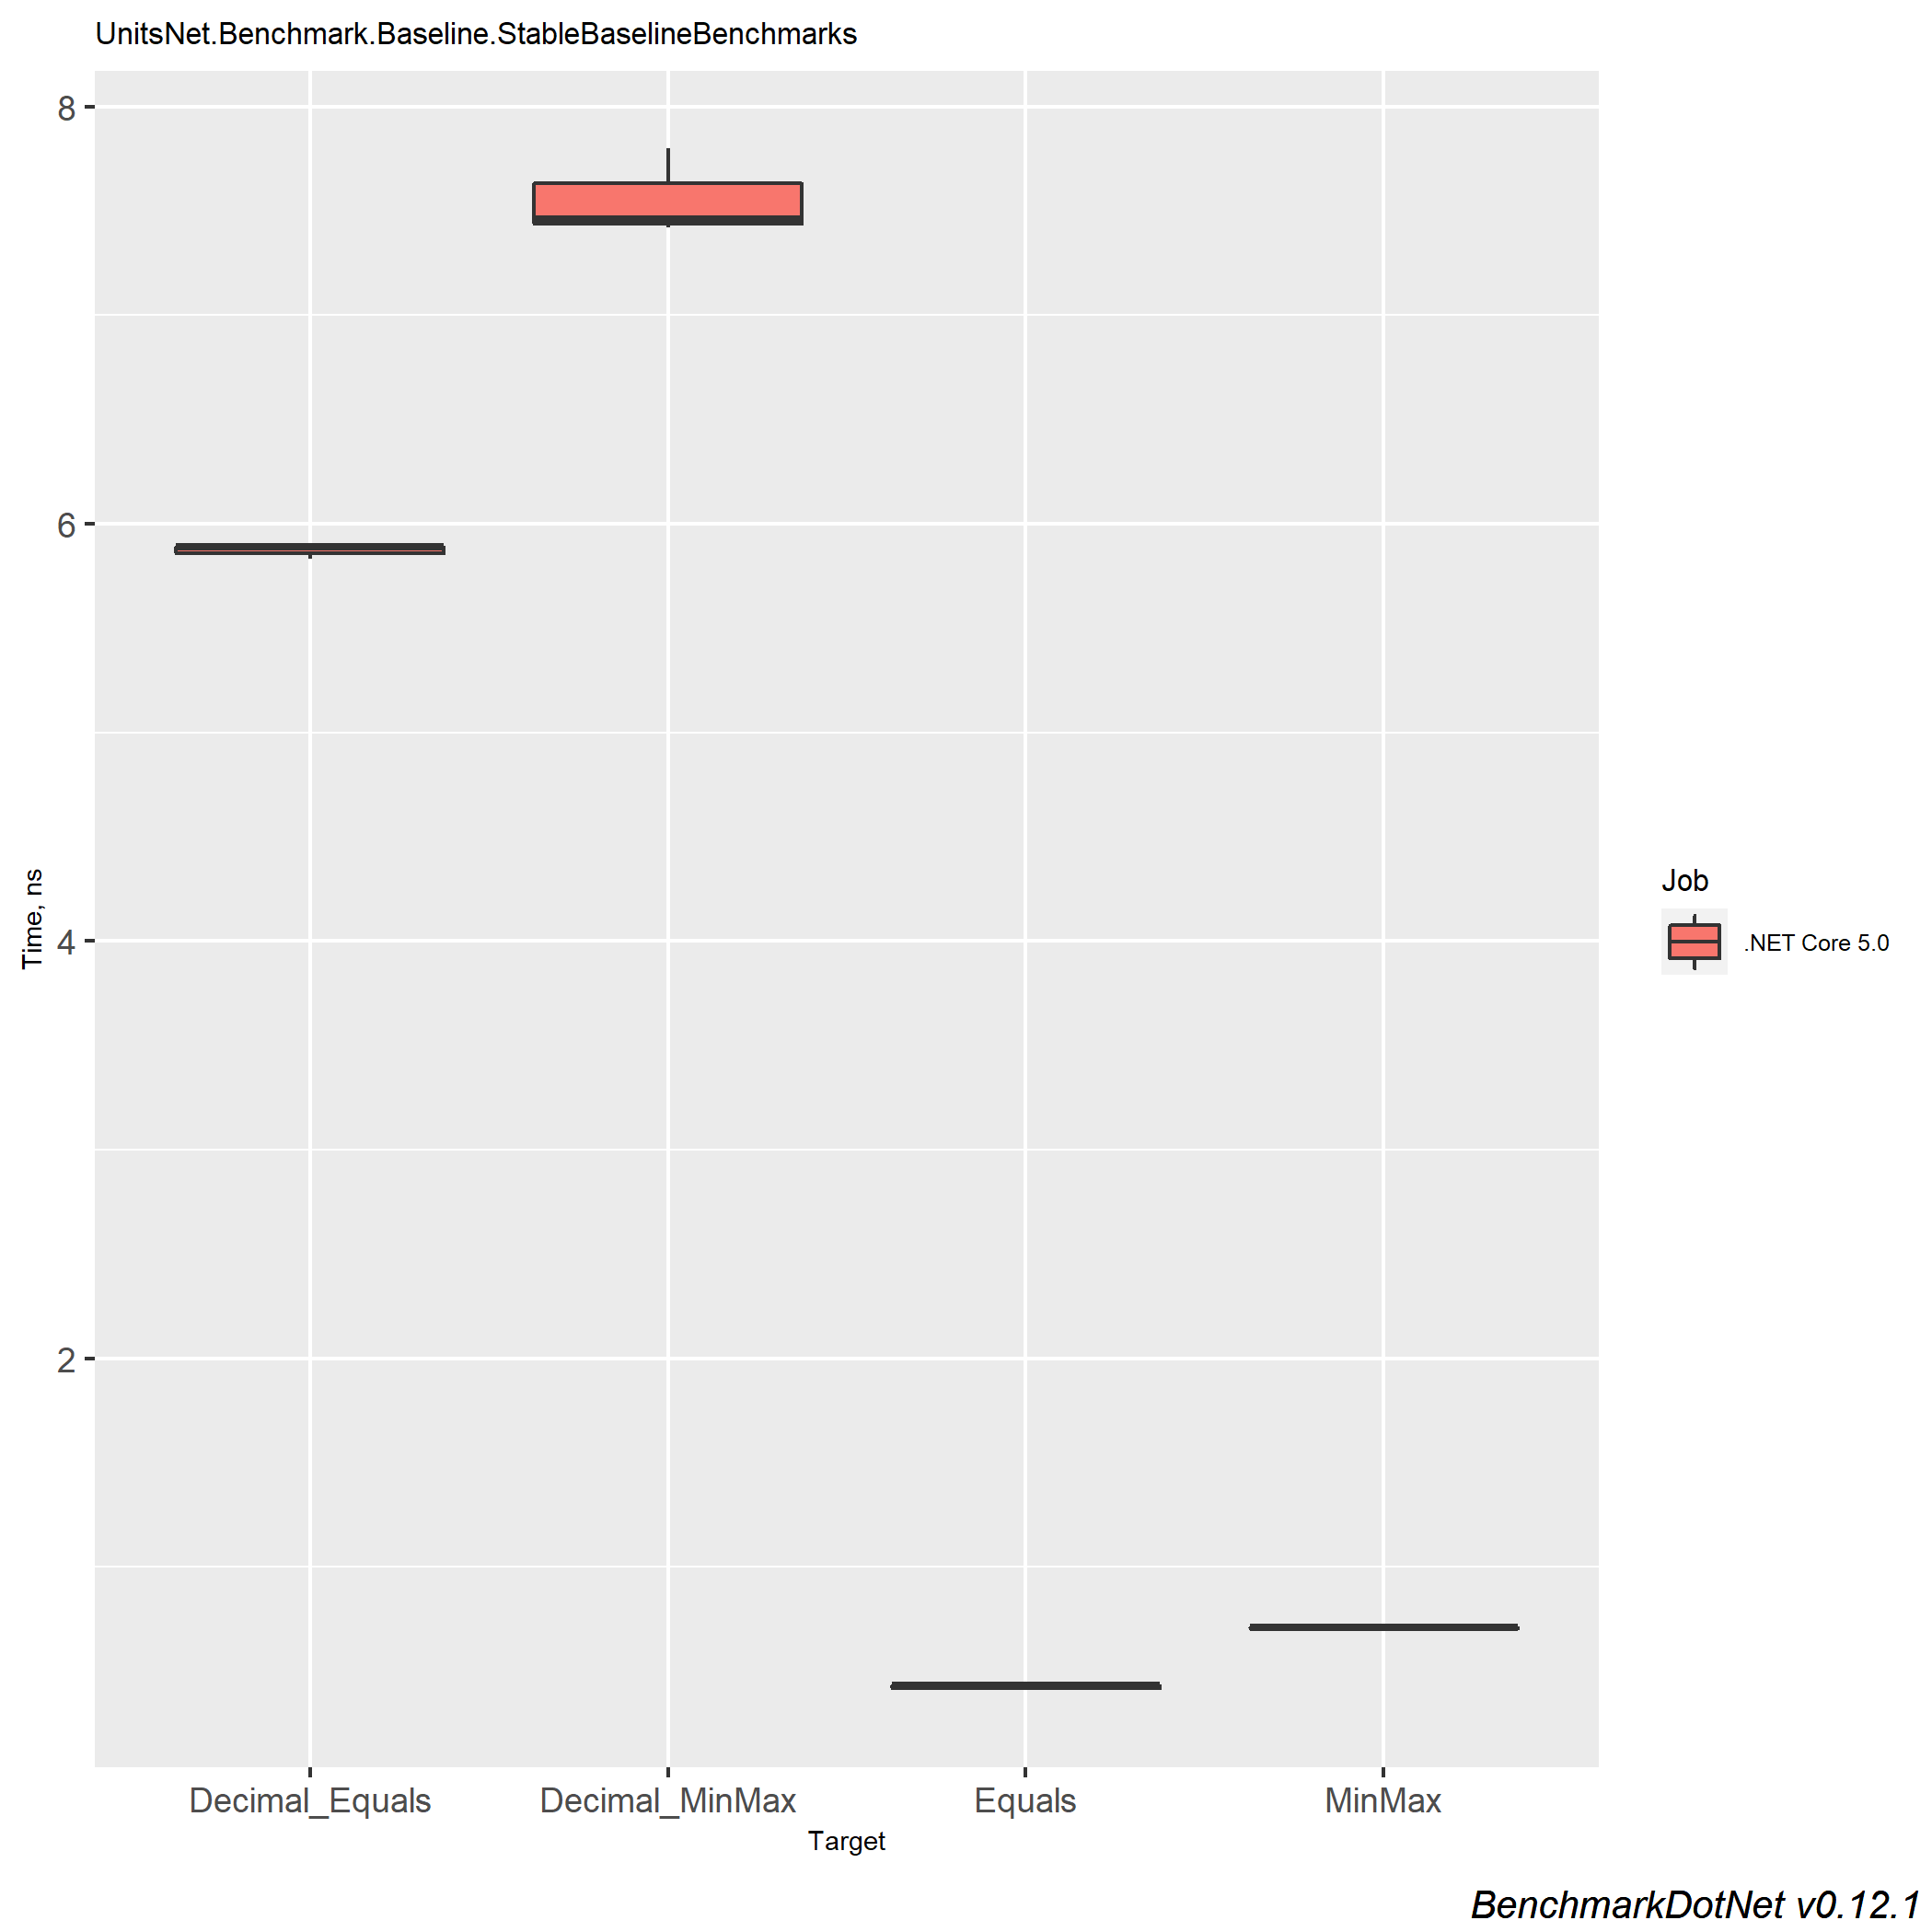 UnitsNet.Benchmark.Baseline.StableBaselineBenchmarks
8
6
4
2
Time, ns
Decimal_Equals
Decimal_MinMax
Equals
MinMax
Target
Job
.NET Core 5.0
BenchmarkDotNet v0.12.1